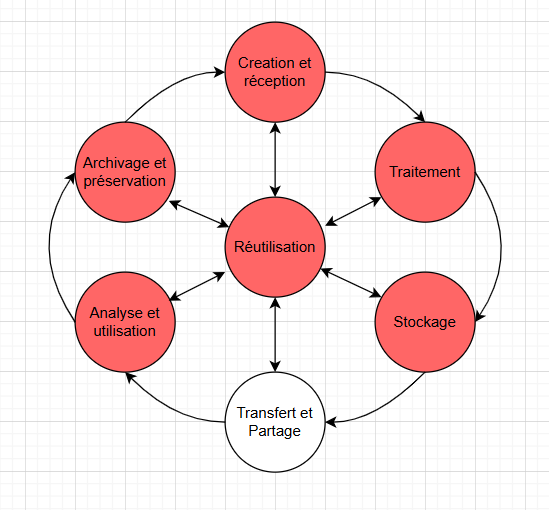 Creation et
réception
Archivage et
préservation
Traitement
Réutilisation
Analyse et
utilisation
Stockage
Transfert et
Partage